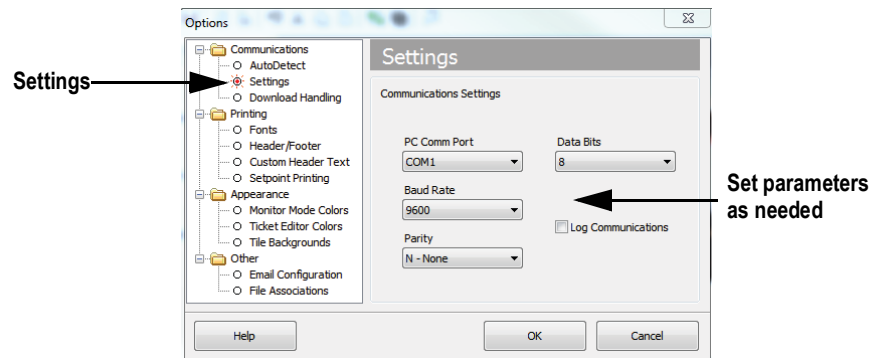 Options
Communications
AutoDetect
Settings
Download Handling
Printing
Fonts
Header/Footer
Custom Header Text
Setpoint Printing
Appearance
Monitor Mode Colors
Ticket Editor Colors
Tile Backgrounds
Other
Email Configuration
File Associations
Settings
Settings
Communications Settings
PC Comm Port
COM1
Data Bits
8
Baud Rate
9600
Log Communications
Parity
N - None
Set parameters
as needed
Help
OK
Cancel